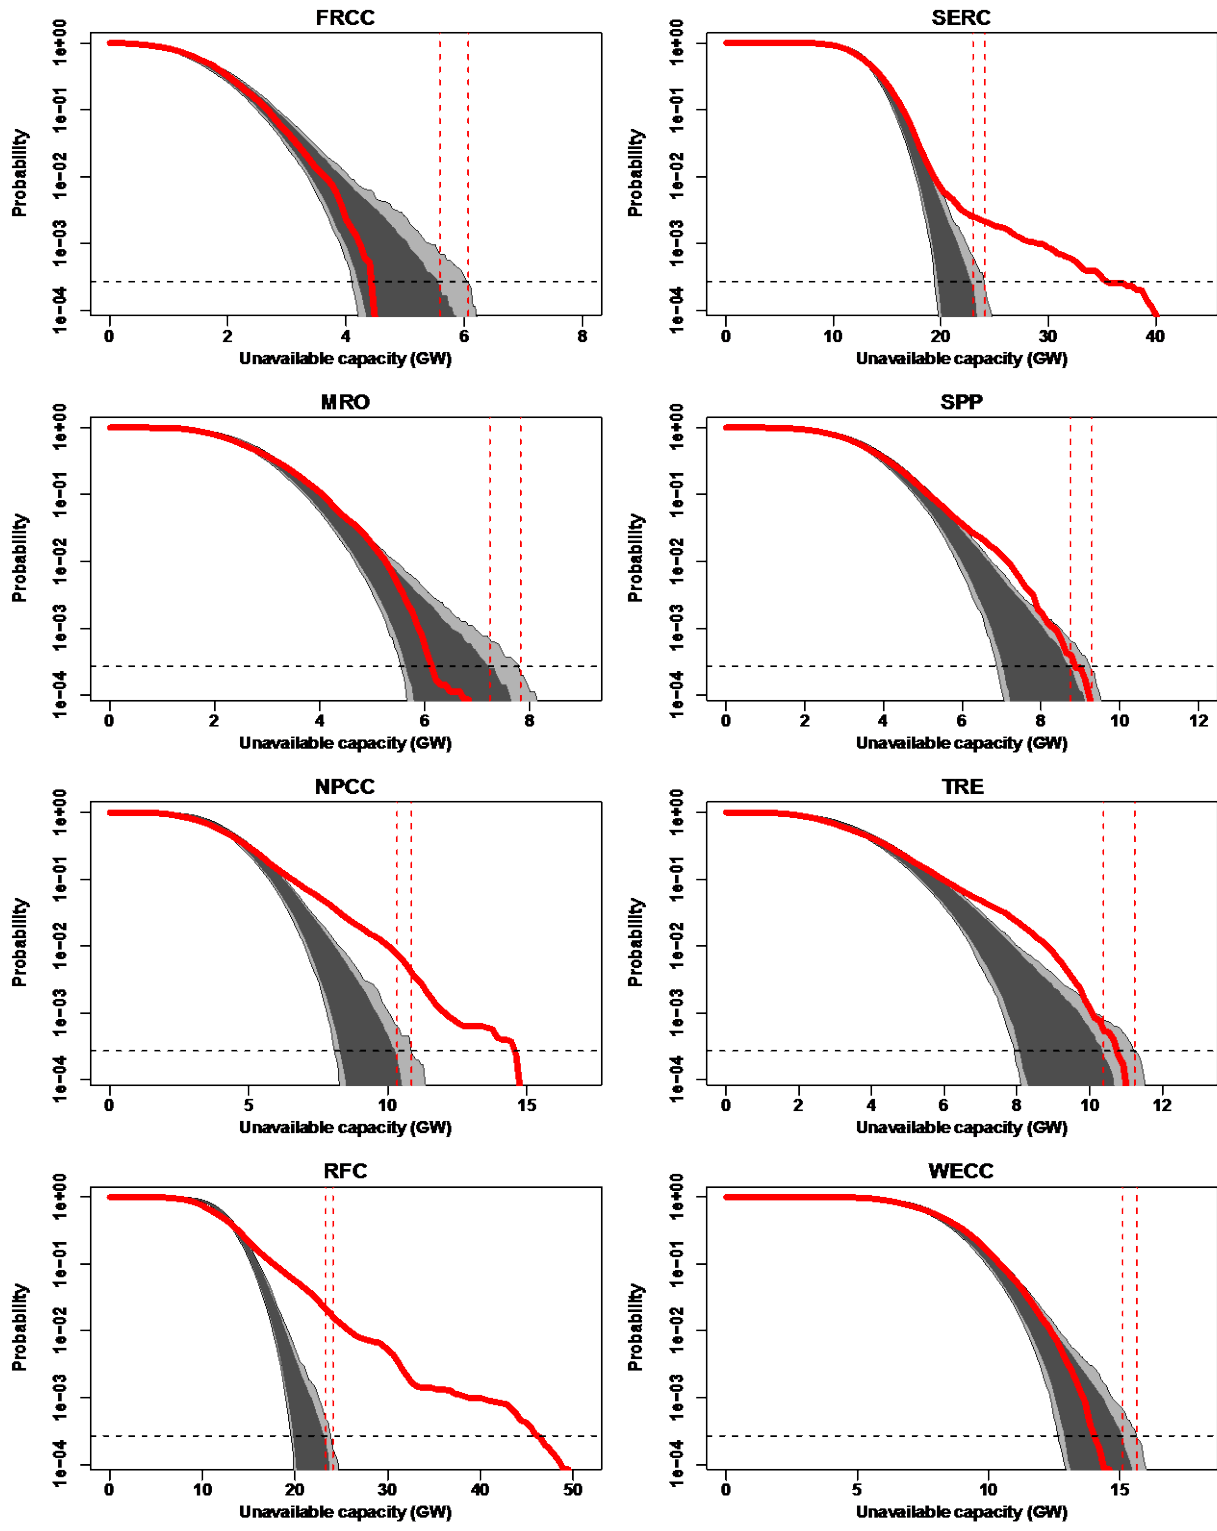 FRCC
Probability
1e+00
1e-01
1e-02
1e-03
1e-04
0 2 4 6 8
Unavailable capacity (GW)
SERC
Probability
1e+00
1e-01
1e-02
1e-03
1e-04
0 10 20 30 40
Unavailable capacity (GW)
MRO
Probability
1e+00
1e-01
1e-02
1e-03
1e-04
0 2 4 6 8
Unavailable capacity (GW)
SPP
Probability
1e+00
1e-01
1e-02
1e-03
1e-04
0 2 4 6 8 10 12
Unavailable capacity (GW)
NPCC
Probability
1e+00
1e-01
1e-02
1e-03
1e-04
0 5 10 15
Unavailable capacity (GW)
TRE
Probability
1e+00
1e-01
1e-02
1e-03
1e-04
0 2 4 6 8 10 12
Unavailable capacity (GW)
RFC
Probability
1e+00
1e-01
1e-02
1e-03
1e-04
0 10 20 30 40 50
Unavailable capacity (GW)
WECC
Probability
1e+00
1e-01
1e-02
1e-03
1e-04
0 5 10 15
Unavailable capacity (GW)